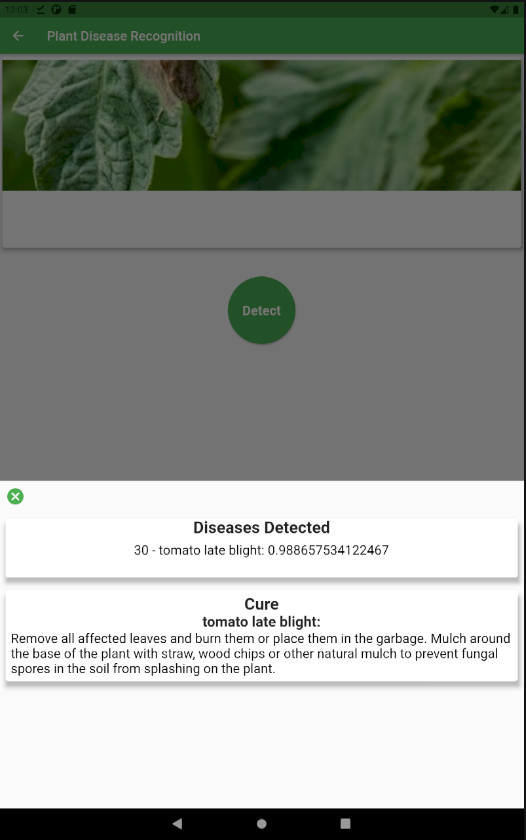 12:03
Plant Disease Recognition
Detect
Diseases Detected
30 - tomato late blight: 0.988657534122467
Cure
tomato late blight:
Remove all affected leaves and burn them or place them in the garbage. Mulch around
the base of the plant with straw, wood chips or other natural mulch to prevent fungal
spores in the soil from splashing on the plant.